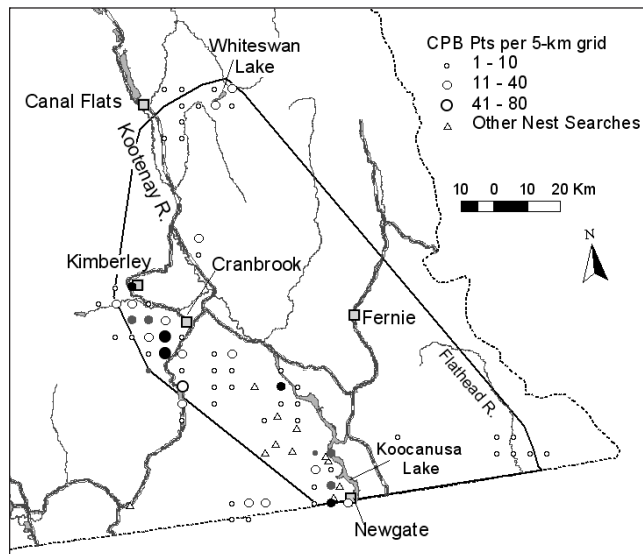 CPB Pts per 5-km grid
1 - 10
11 - 40
41 - 80
Other Nest Searches
10 0 10 20 Km
N
Whiteswan
Lake
Canal Flats
Kootenay R.
Kimberley
Cranbrook
Fernie
Flathead R.
Koocanusa
Lake
Newgate